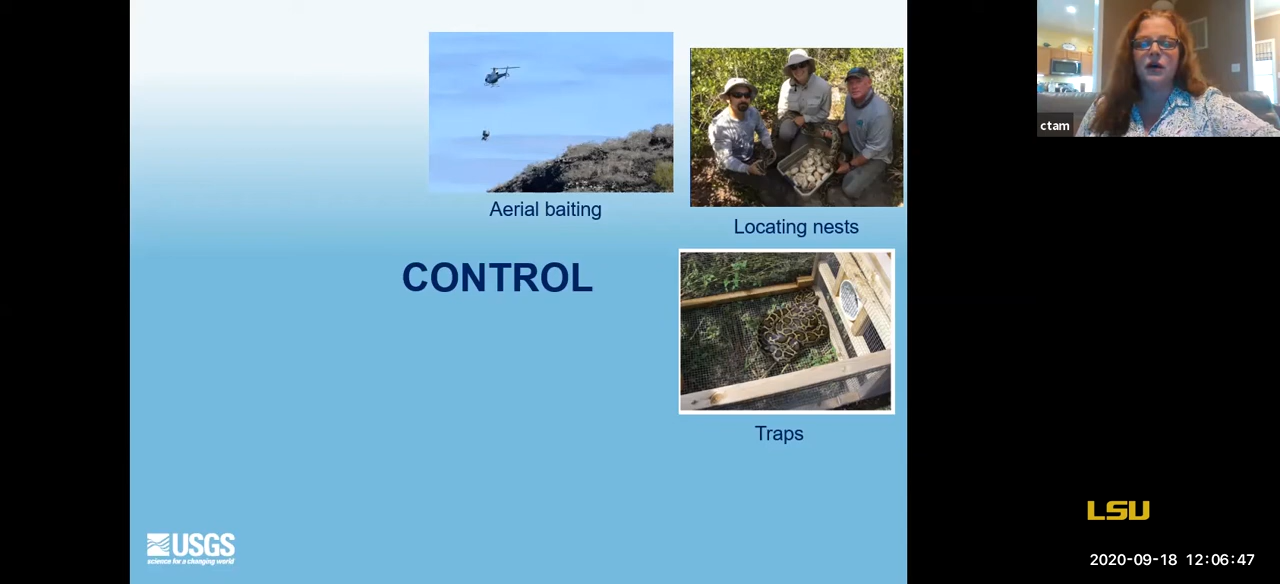 ctam
Aerial baiting
Locating nests
CONTROL
Traps
USGS
science for a changing world
LSU
2020-09-18 12:06:47